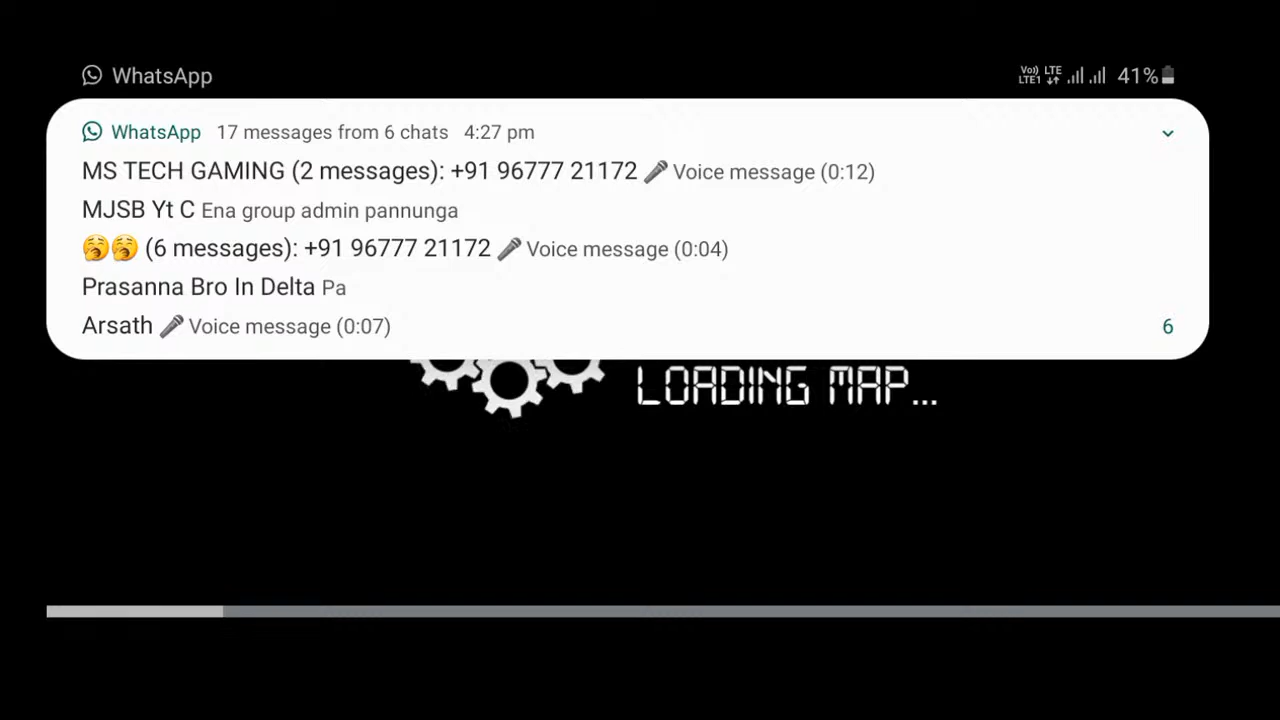 WhatsApp Vo)) LTE LTE1 41%
WhatsApp 17 messages from 6 chats 4:27 pm
MS TECH GAMING (2 messages): +91 96777 21172 🎤 Voice message (0:12)
MJSB Yt C Ena group admin pannunga
🥱🥱 (6 messages): +91 96777 21172 🎤 Voice message (0:04)
Prasanna Bro In Delta Pa
Arsath 🎤 Voice message (0:07) 6
LOADING MAP...